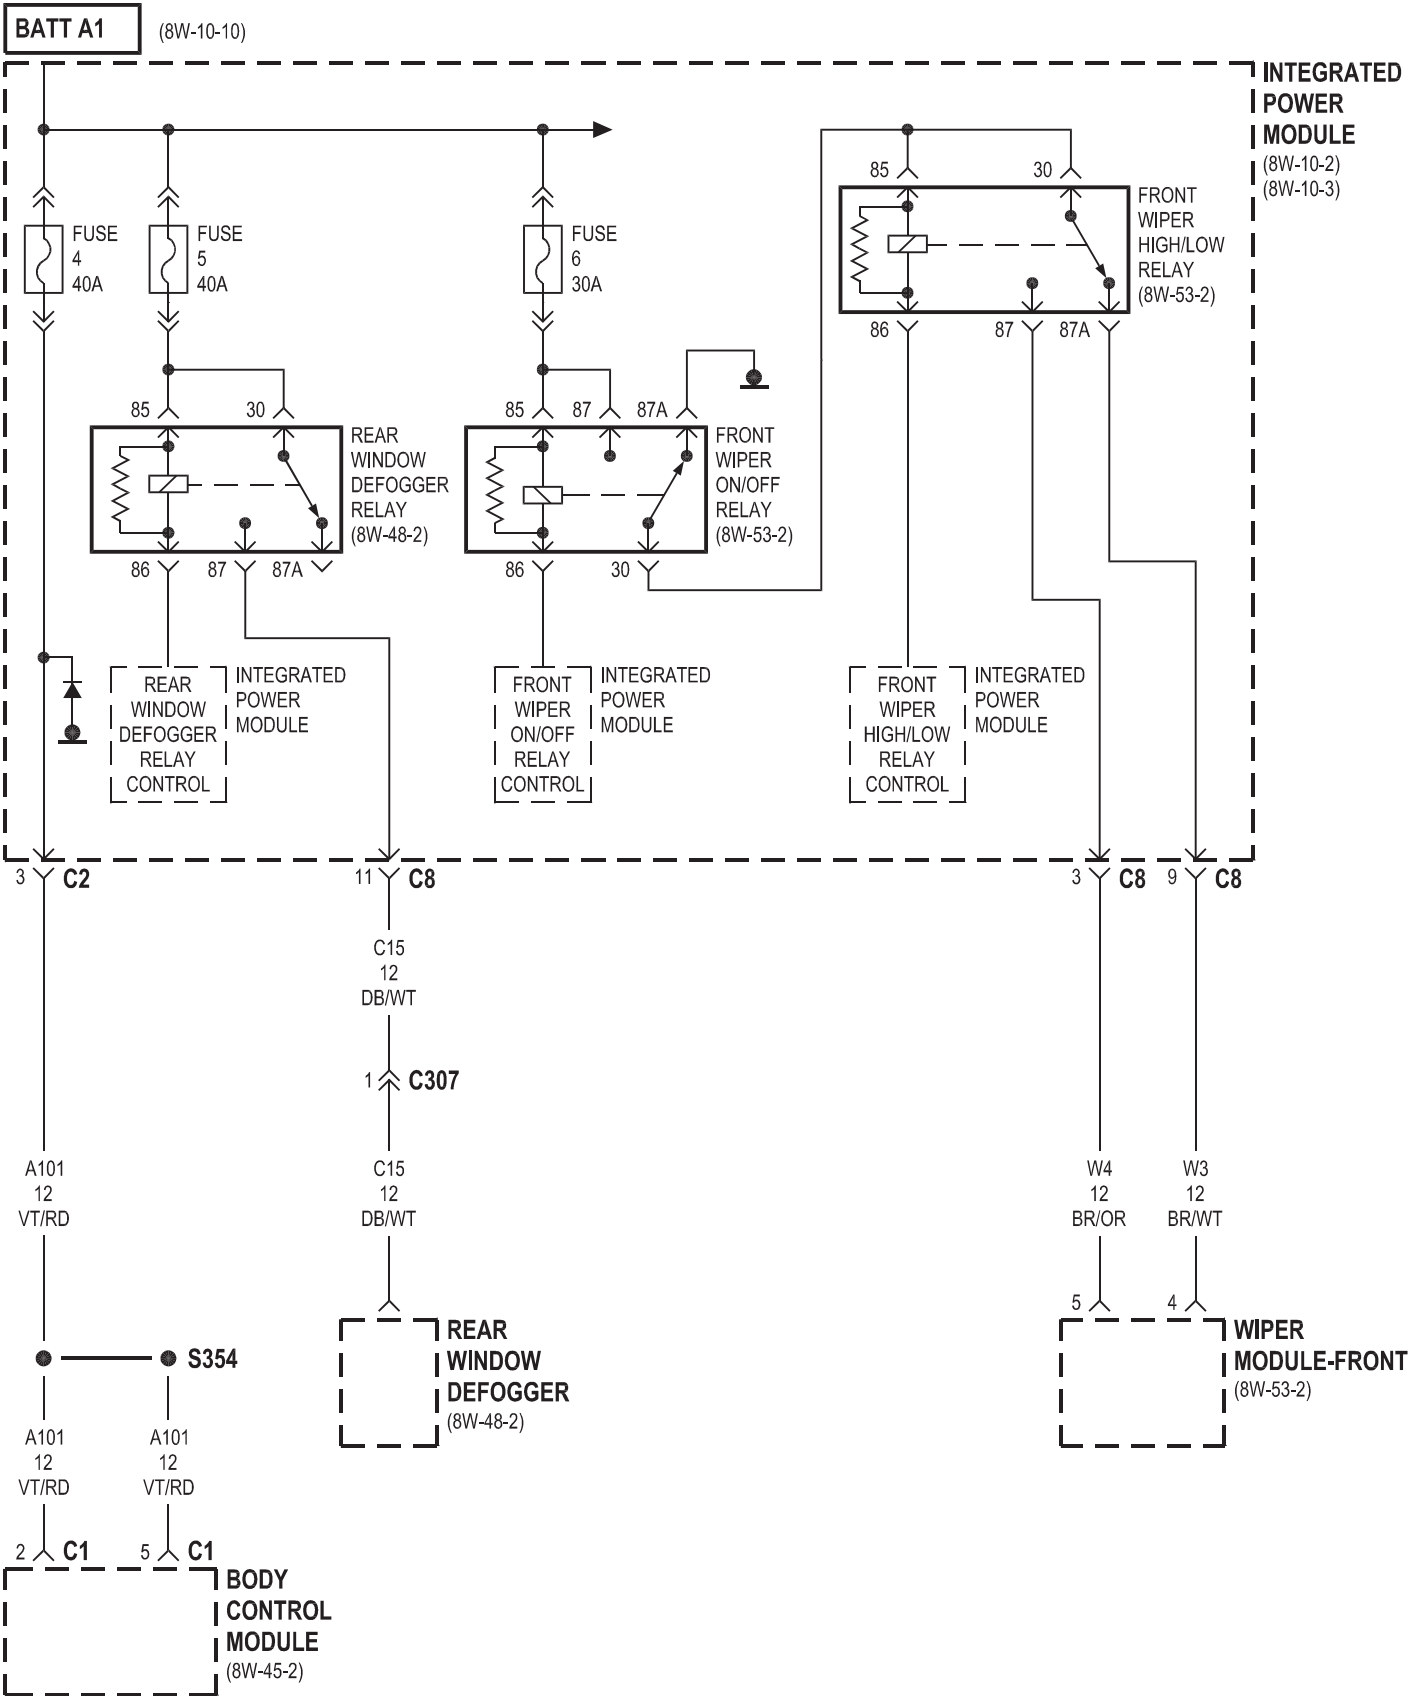 BATT A1
(8W-10-10)
INTEGRATED
POWER
MODULE
(8W-10-2)
(8W-10-3)
FUSE
4
40A
FUSE
5
40A
FUSE
6
30A
85
30
FRONT
WIPER
HIGH/LOW
RELAY
(8W-53-2)
86
87
87A
85
30
REAR
WINDOW
DEFOGGER
RELAY
(8W-48-2)
86
87
87A
85
87
87A
FRONT
WIPER
ON/OFF
RELAY
(8W-53-2)
86
30
REAR
WINDOW
DEFOGGER
RELAY
CONTROL
INTEGRATED
POWER
MODULE
FRONT
WIPER
ON/OFF
RELAY
CONTROL
INTEGRATED
POWER
MODULE
FRONT
WIPER
HIGH/LOW
RELAY
CONTROL
INTEGRATED
POWER
MODULE
3 C2
11 C8
3 C8
9 C8
C15
12
DB/WT
1 C307
A101
12
VT/RD
C15
12
DB/WT
W4
12
BR/OR
W3
12
BR/WT
5
4
REAR
WINDOW
DEFOGGER
(8W-48-2)
WIPER
MODULE-FRONT
(8W-53-2)
S354
A101
12
VT/RD
A101
12
VT/RD
2 C1
5 C1
BODY
CONTROL
MODULE
(8W-45-2)